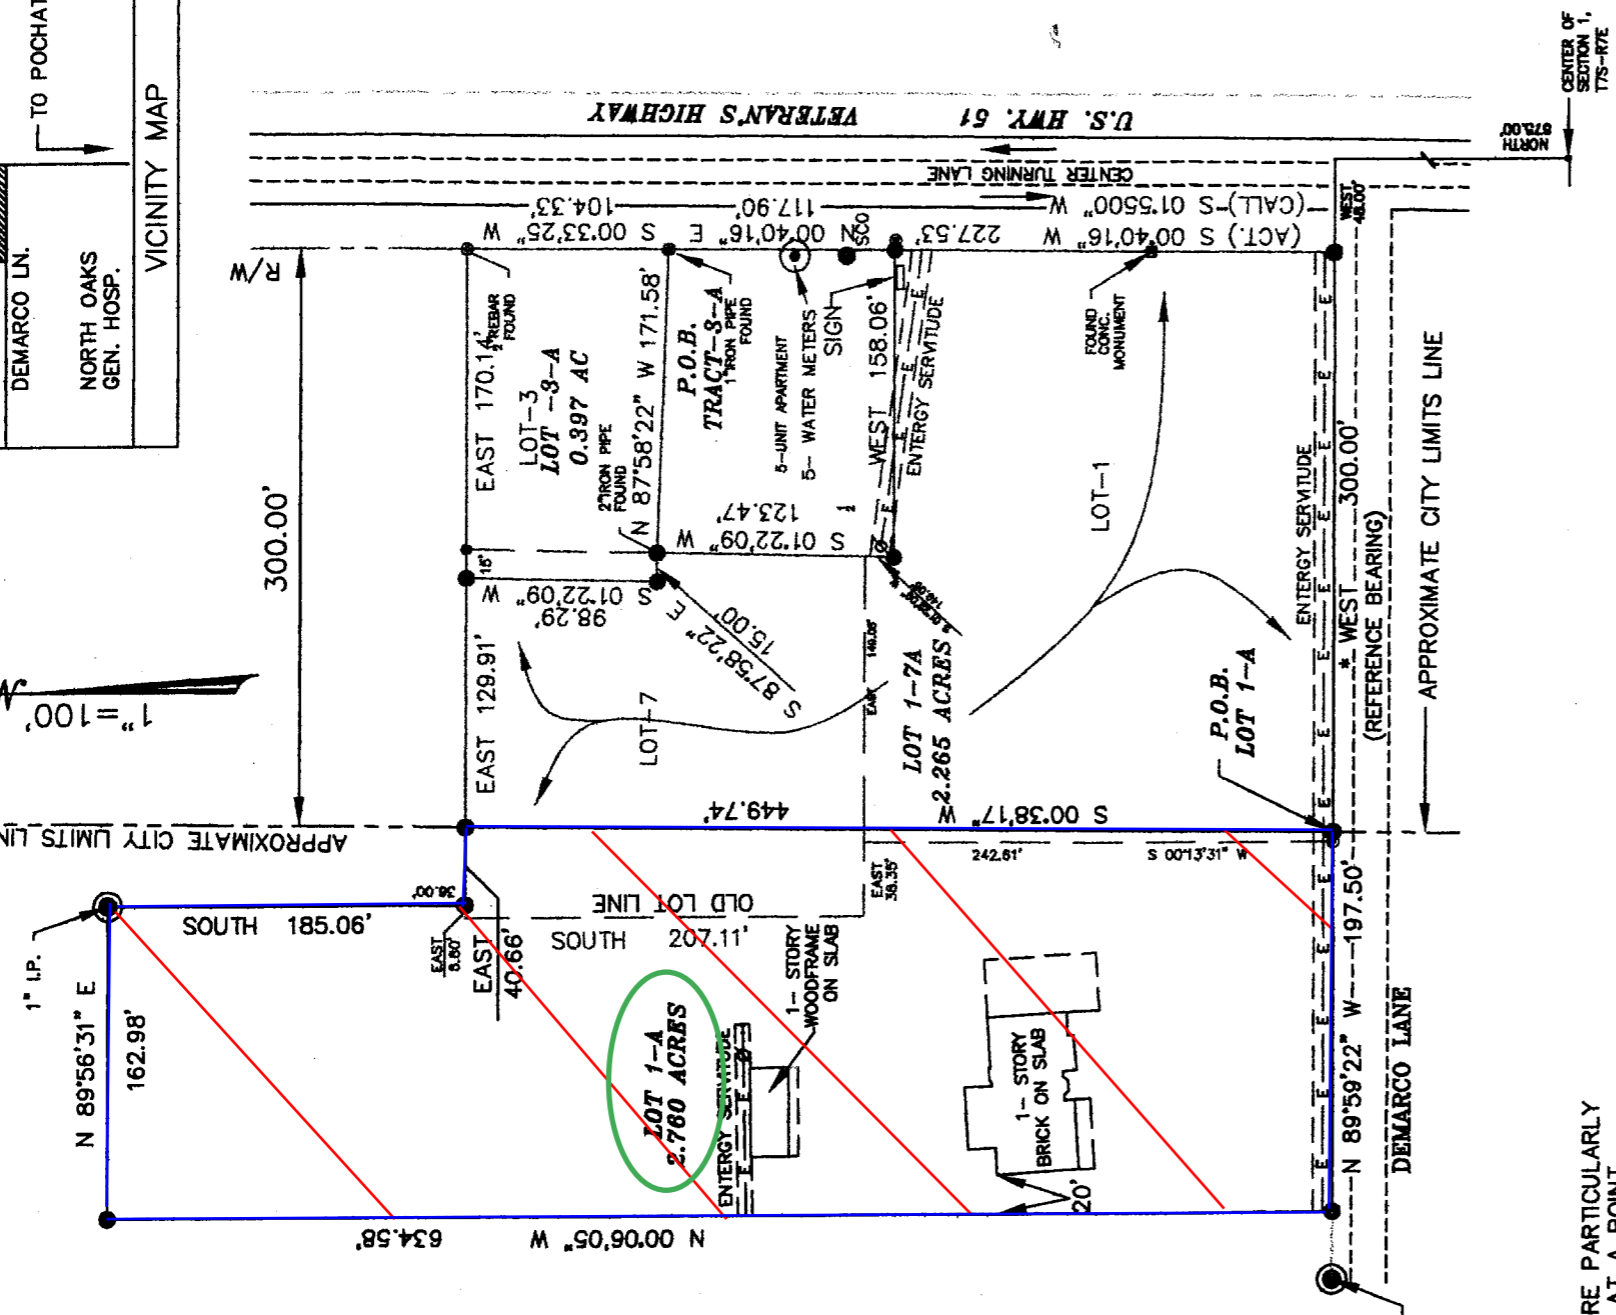 TO POCHAT
DEMARCO LN.
NORTH OAKS
GEN. HOSP.
VICINITY MAP
U.S. HWY. 51 VETERAN'S HIGHWAY
CENTER TURNING LANE
NORTH
875.00'
CENTER OF
SECTION 1,
T7S-R7E
WEST
48.00'
(CALL)-S 01°5500" W
(ACT.) S 00°40'16" W 227.53'
117.90'
N 00°40'16" E
104.33'
S 00°33'25" W
R/W
SCO
300.00'
EAST 170.14'
REBAR
FOUND
LOT-3
LOT -3-A
0.397 AC
2"IRON PIPE
FOUND
N 87°58'22" W 171.58'
P.O.B.
TRACT-3-A
1"IRON PIPE
FOUND
5-UNIT APARTMENT
5- WATER METERS
SIGN
WEST 158.06'
ENTERGY SERVITUDE
FOUND
CONC.
MONUMENT
S 01°22'09" W
123.47'
LOT-1
ENTERGY SERVITUDE
* WEST 300.00'
(REFERENCE BEARING)
APPROXIMATE CITY LIMITS LINE
N
1"=100'
15'
S 01°22'09" W
98.29'
S 87°58'22" E
15.00'
EAST 129.91'
LOT-7
EAST
LOT 1-7A
2.265 ACRES
P.O.B.
LOT 1-A
APPROXIMATE CITY LIMITS LIN
449.74'
S 00°38'17" W
242.61'
S 00°13'31" W
1" I.P.
SOUTH 185.06'
36.00'
EAST
EAST
40.66'
OLD LOT LINE
SOUTH 207.11'
EAST
38.35'
N 89°56'31" E
162.98'
LOT 1-A
2.760 ACRES
ENTERGY SERVITUDE
1- STORY
WOODFRAME
ON SLAB
1- STORY
BRICK ON SLAB
20'
N 89°59'22" W 197.50'
DEMARCO LANE
N 00°06'05" W
634.58'
RE PARTICULARLY
AT A POINT